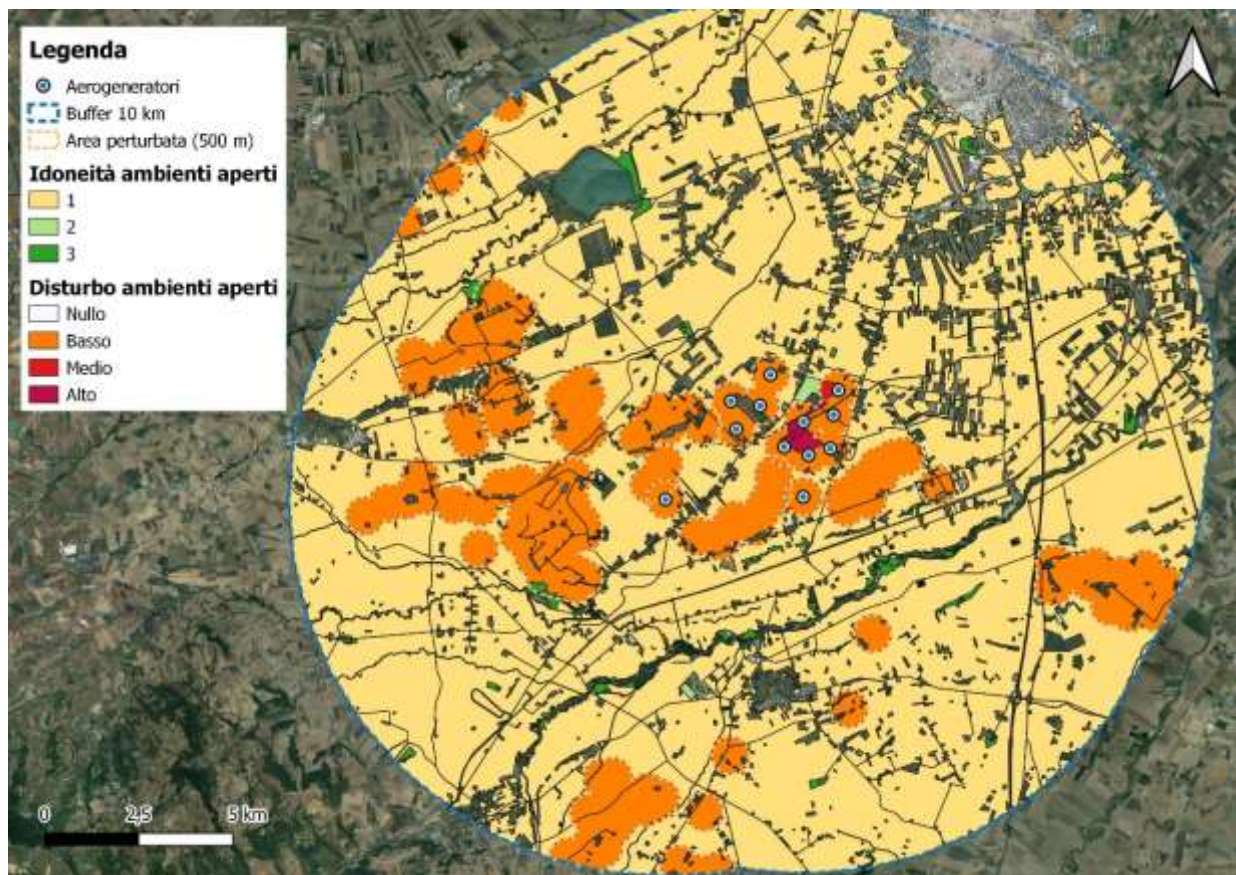 Legenda
Aerogeneratori
Buffer 10 km
Area perturbata (500 m)
Idoneità ambienti aperti
1
2
3
Disturbo ambienti aperti
Nullo
Basso
Medio
Alto
0 2,5 5 km